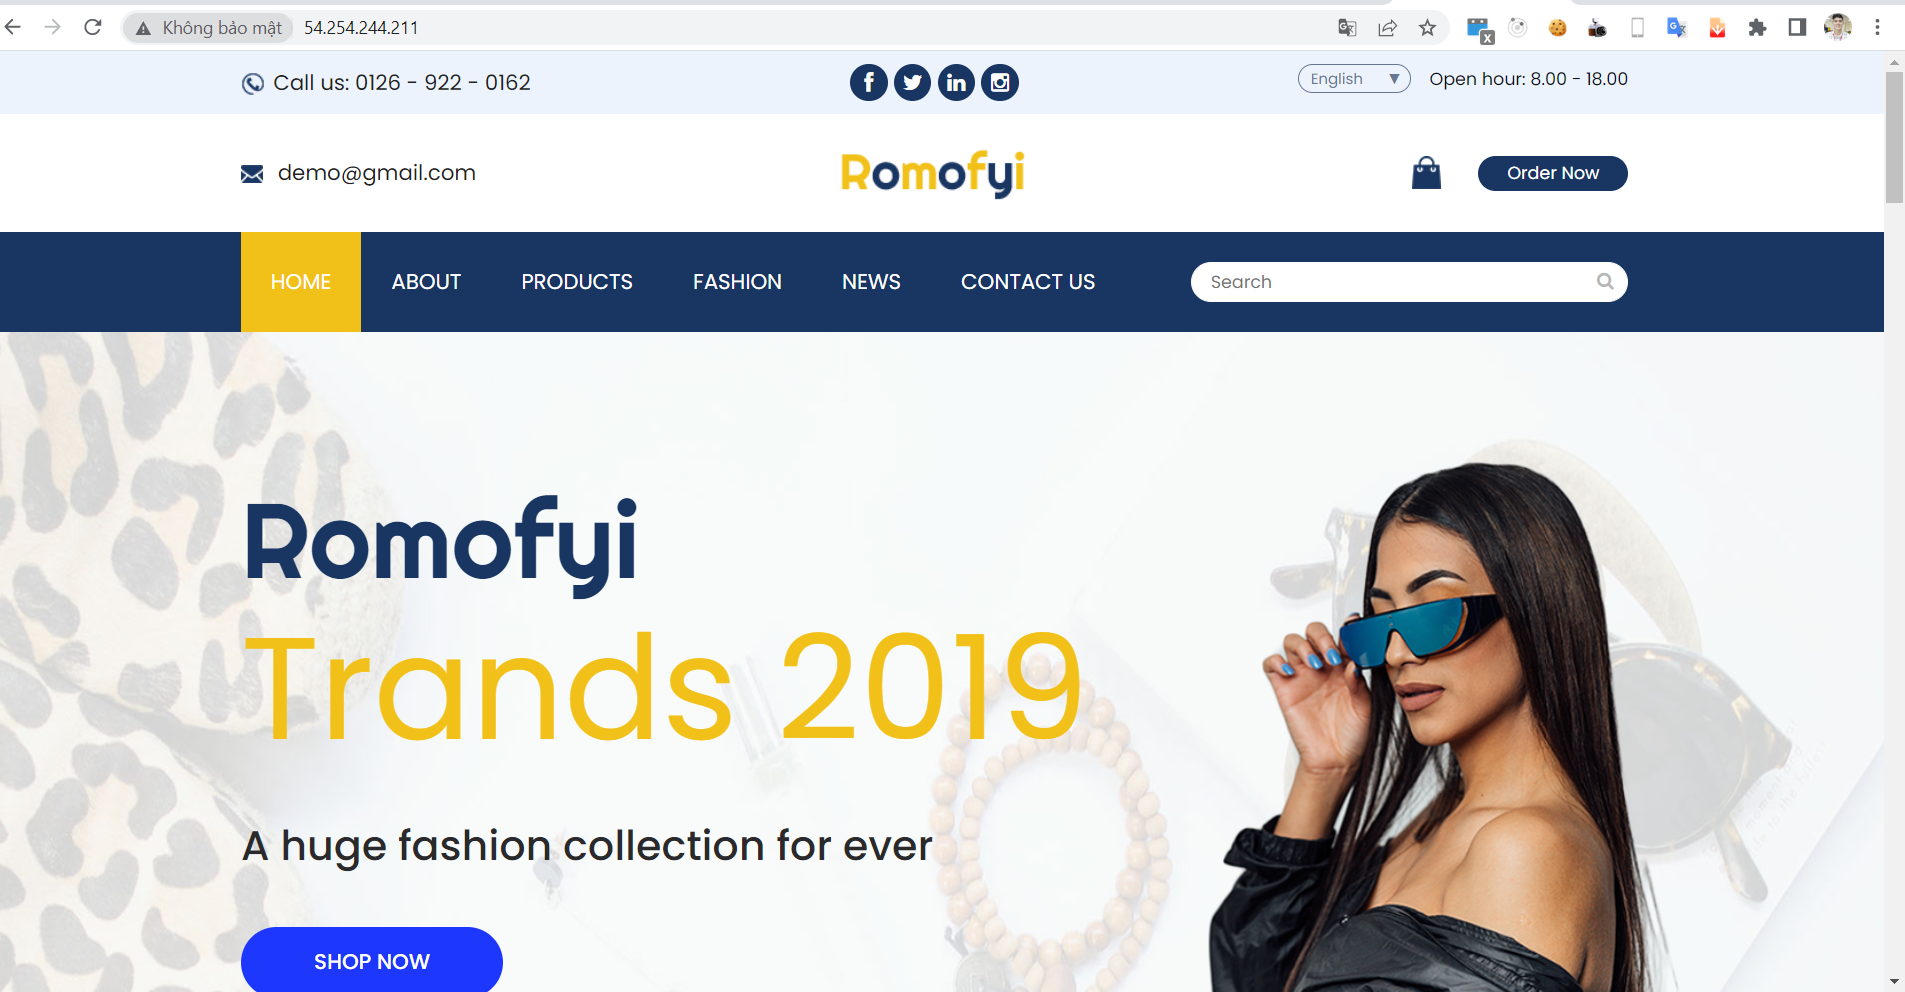 Không bảo mật 54.254.244.211
Call us: 0126 - 922 - 0162
English ▼ Open hour: 8.00 - 18.00
demo@gmail.com
Romofyi
Order Now
HOME ABOUT PRODUCTS FASHION NEWS CONTACT US Search
Romofyi
Trands 2019
A huge fashion collection for ever
SHOP NOW